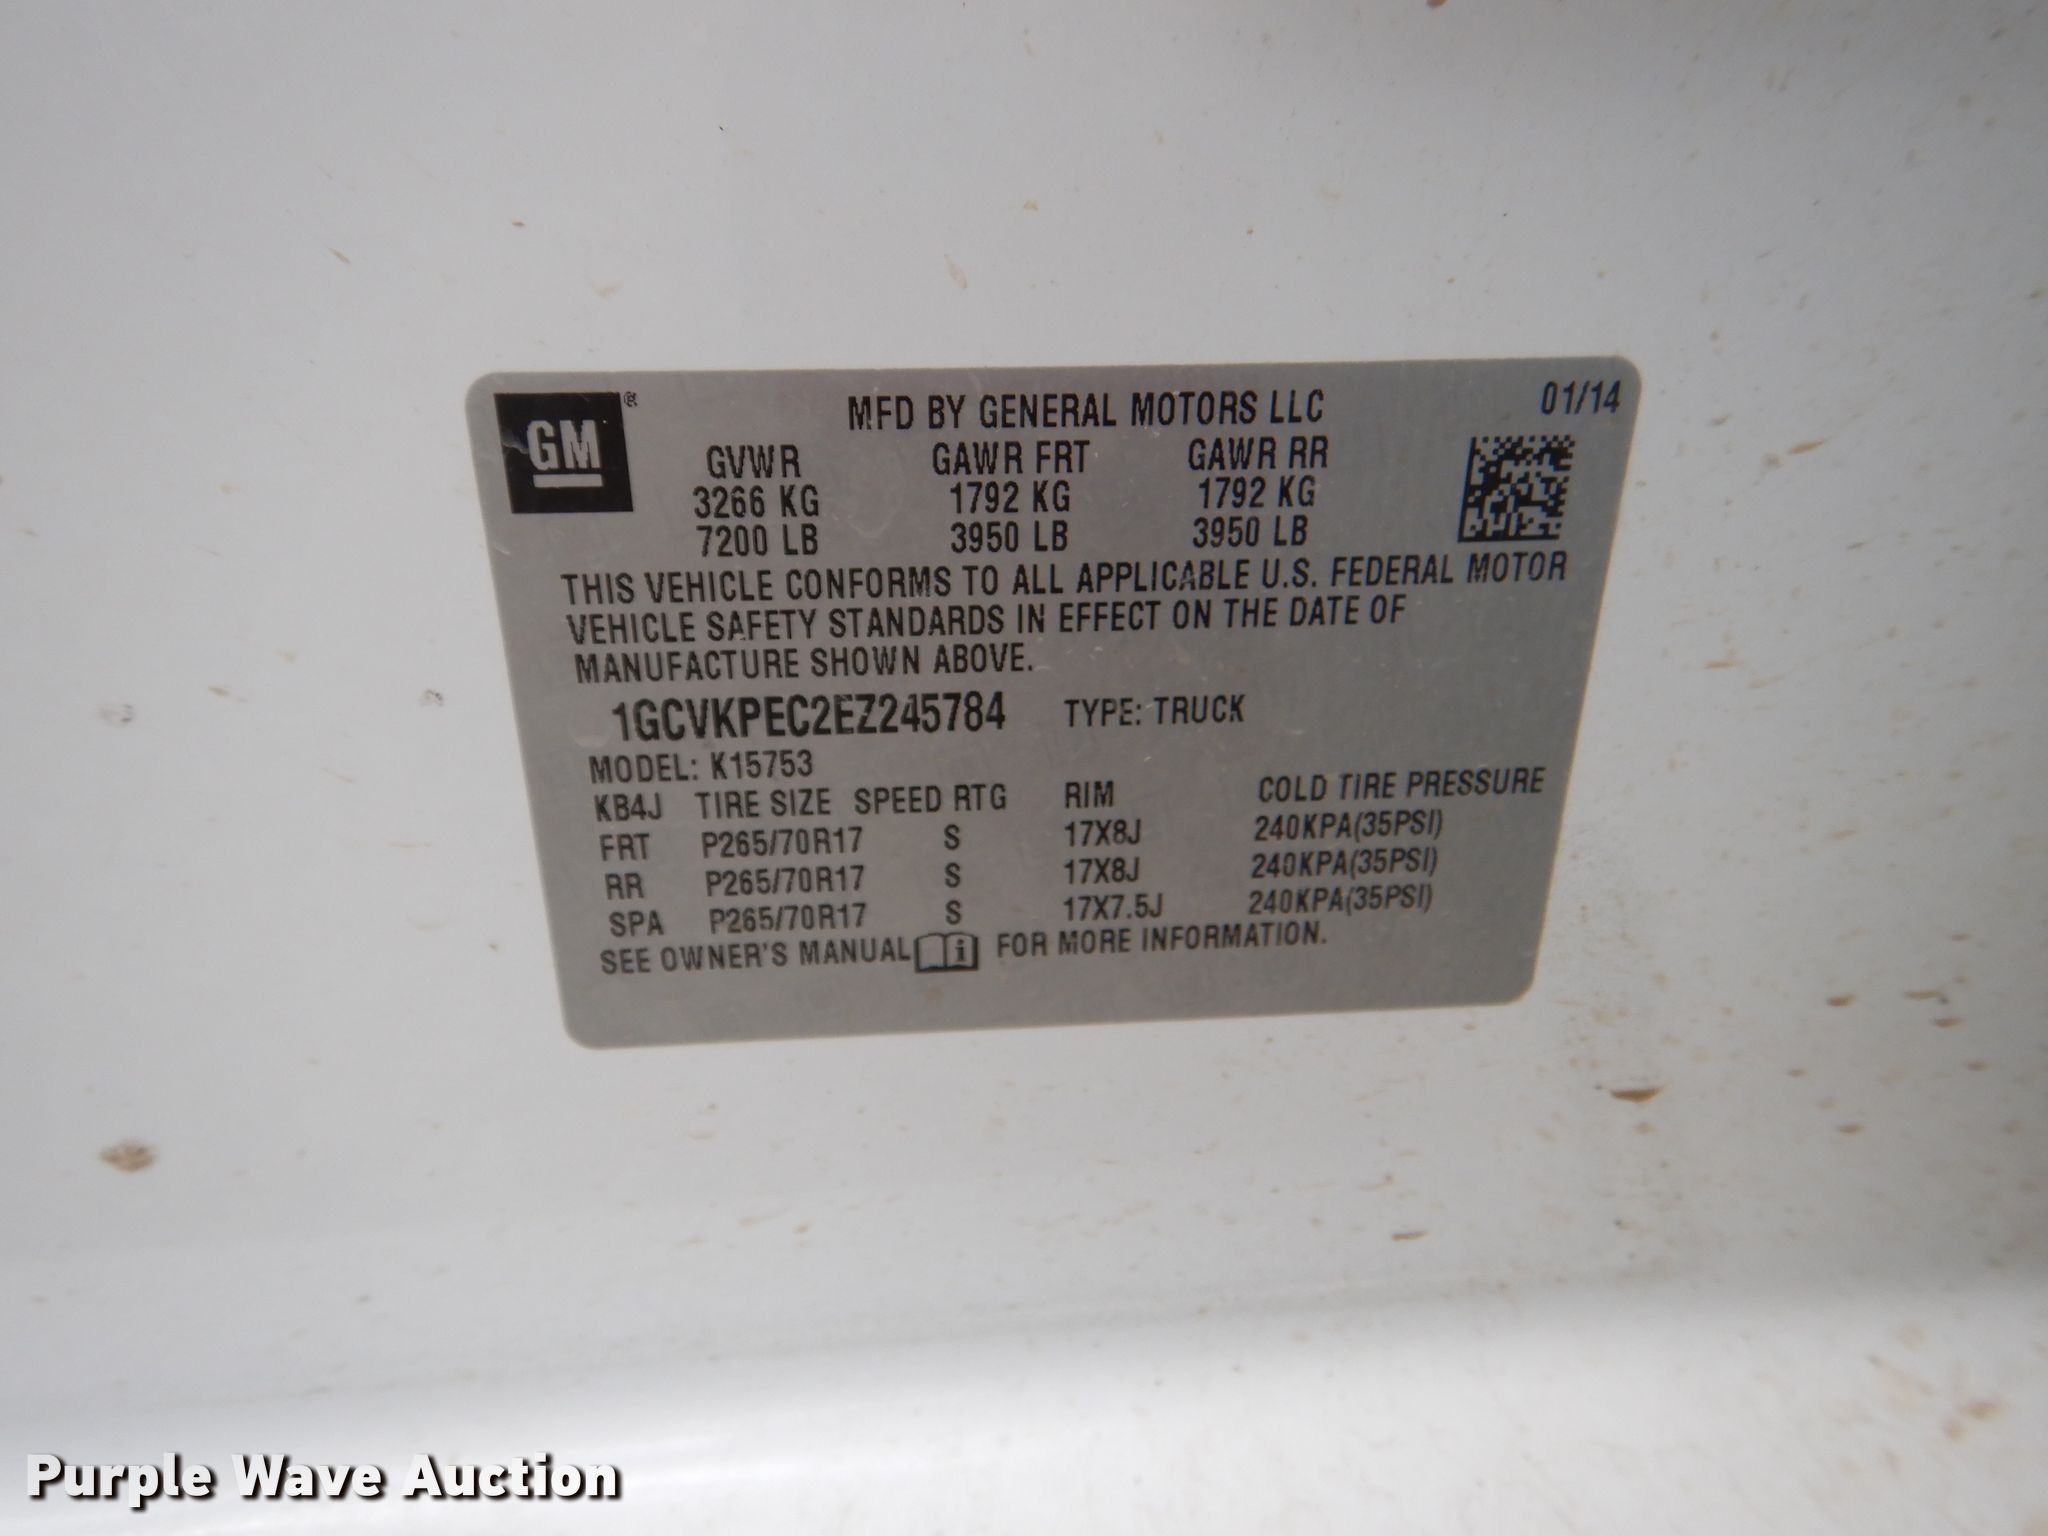 GM®
MFD BY GENERAL MOTORS LLC 01/14
GVWR GAWR FRT GAWR RR
3266 KG 1792 KG 1792 KG
7200 LB 3950 LB 3950 LB
THIS VEHICLE CONFORMS TO ALL APPLICABLE U.S. FEDERAL MOTOR
VEHICLE SAFETY STANDARDS IN EFFECT ON THE DATE OF
MANUFACTURE SHOWN ABOVE.
1GCVKPEC2EZ245784 TYPE: TRUCK
MODEL: K15753
KB4J TIRE SIZE SPEED RTG RIM COLD TIRE PRESSURE
FRT P265/70R17 S 17X8J 240KPA(35PSI)
RR P265/70R17 S 17X8J 240KPA(35PSI)
SPA P265/70R17 S 17X7.5J 240KPA(35PSI)
SEE OWNER'S MANUAL i FOR MORE INFORMATION.
Purple Wave Auction